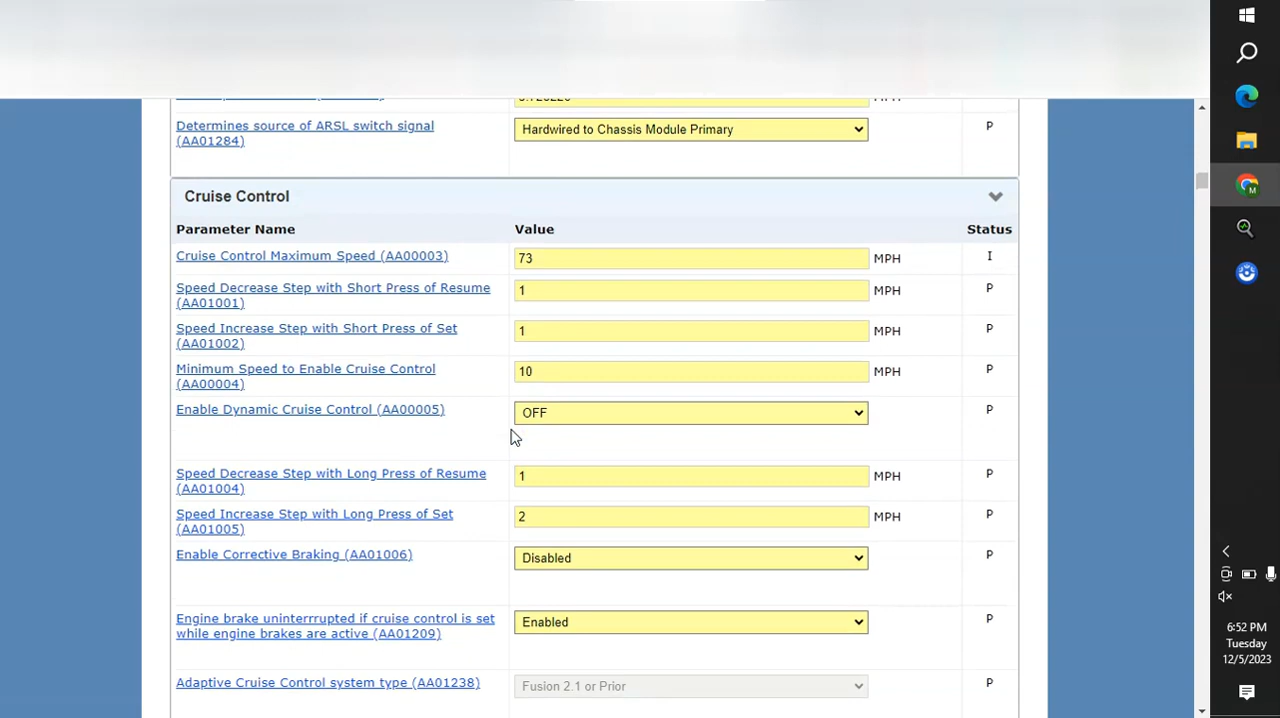 MPH
Determines source of ARSL switch signal
(AA01284)
Hardwired to Chassis Module Primary
P
Cruise Control
Parameter Name Value Status
Cruise Control Maximum Speed (AA00003) 73 MPH I
Speed Decrease Step with Short Press of Resume
(AA01001)
1 MPH P
Speed Increase Step with Short Press of Set
(AA01002)
1 MPH P
Minimum Speed to Enable Cruise Control
(AA00004)
10 MPH P
Enable Dynamic Cruise Control (AA00005) OFF P
Speed Decrease Step with Long Press of Resume
(AA01004)
1 MPH P
Speed Increase Step with Long Press of Set
(AA01005)
2 MPH P
Enable Corrective Braking (AA01006) Disabled P
Engine brake uninterrrupted if cruise control is set
while engine brakes are active (AA01209)
Enabled P
Adaptive Cruise Control system type (AA01238) Fusion 2.1 or Prior P
M
6:52 PM
Tuesday
12/5/2023